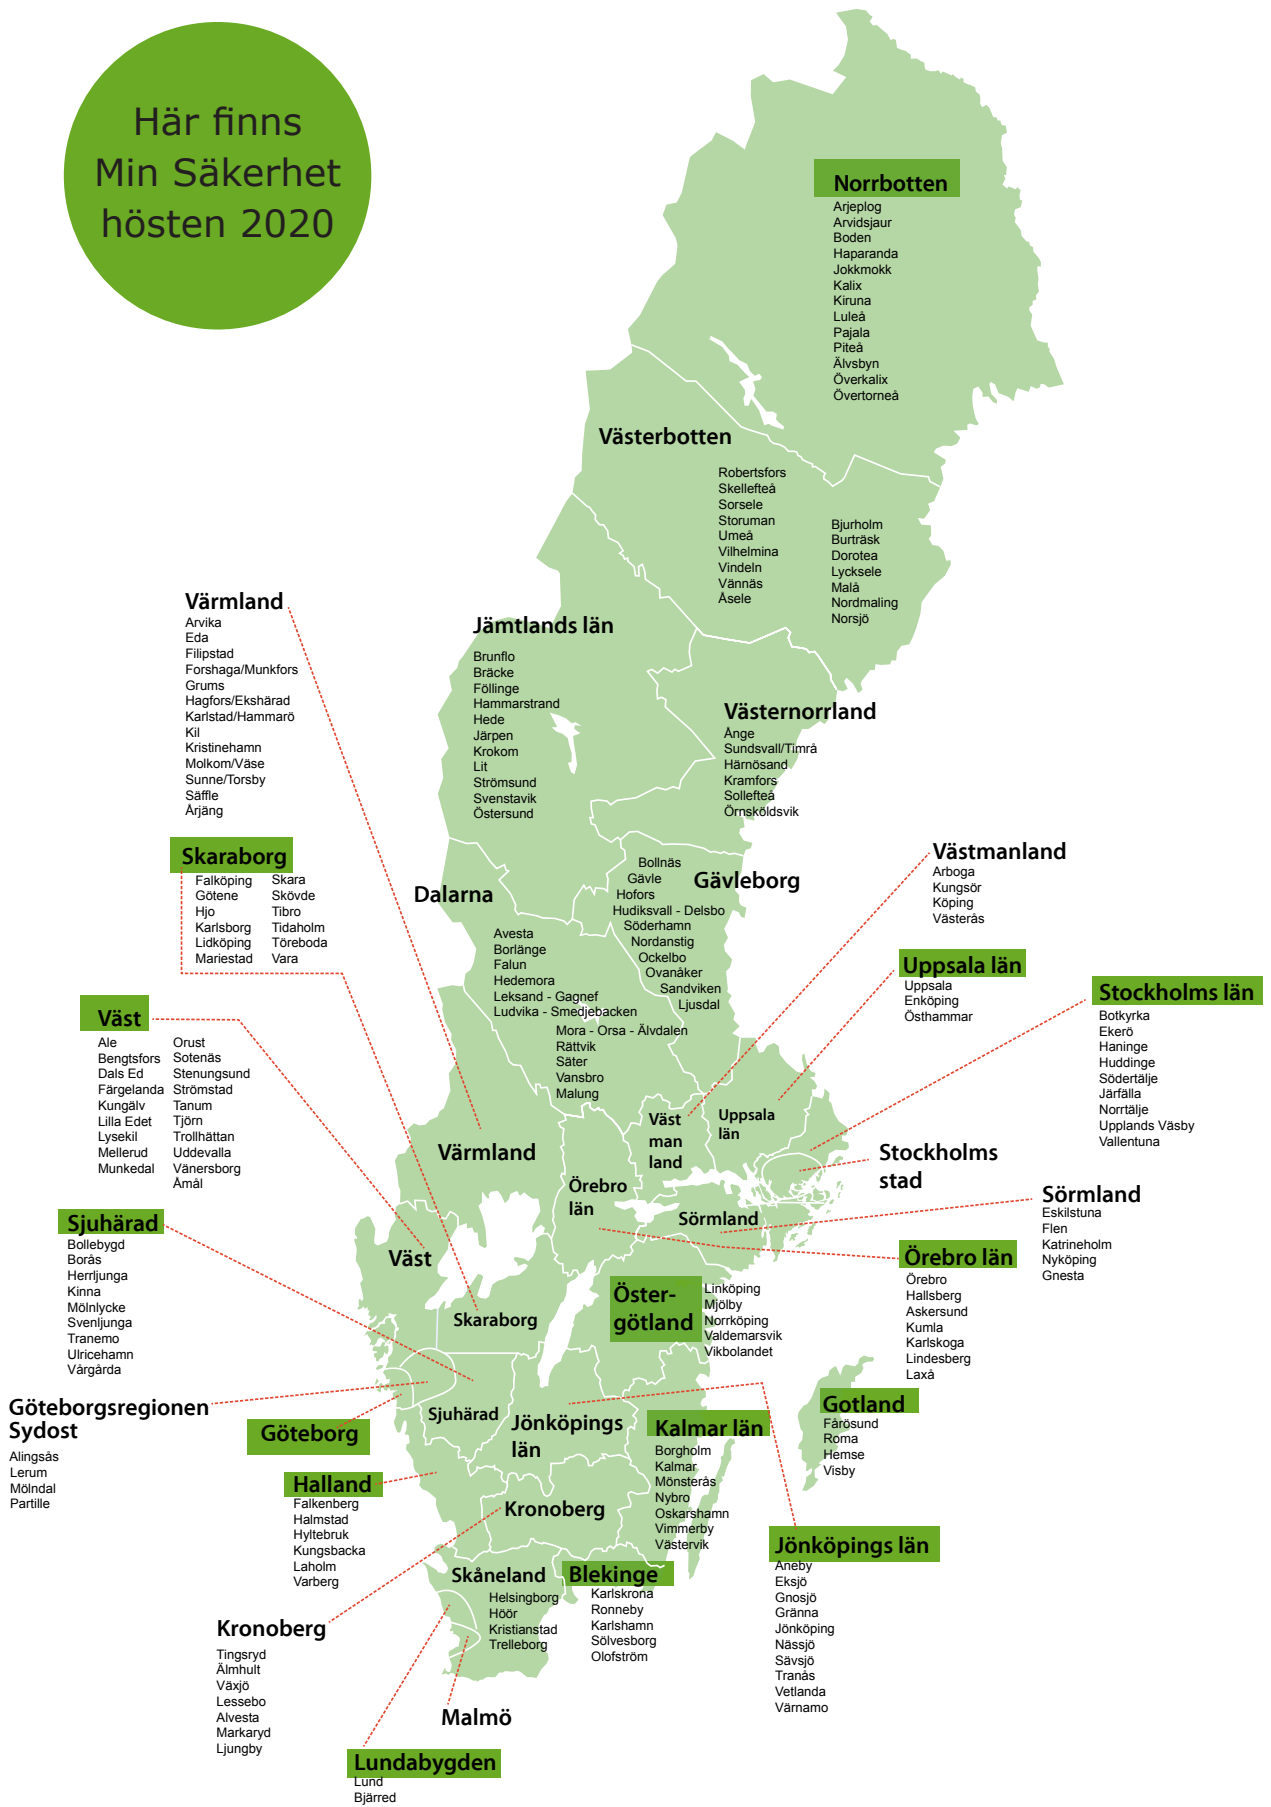 Här finns
Min Säkerhet
hösten 2020
Norrbotten
Arjeplog
Arvidsjaur
Boden
Haparanda
Jokkmokk
Kalix
Kiruna
Luleå
Pajala
Piteå
Älvsbyn
Överkalix
Övertorneå
Västerbotten
Robertsfors
Skellefteå
Sorsele
Storuman
Umeå
Vilhelmina
Vindeln
Vännäs
Åsele
Bjurholm
Burträsk
Dorotea
Lycksele
Malå
Nordmaling
Norsjö
Värmland
Arvika
Eda
Filipstad
Forshaga/Munkfors
Grums
Hagfors/Ekshärad
Karlstad/Hammarö
Kil
Kristinehamn
Molkom/Väse
Sunne/Torsby
Säffle
Årjäng
Jämtlands län
Brunflo
Bräcke
Föllinge
Hammarstrand
Hede
Järpen
Krokom
Lit
Strömsund
Svenstavik
Östersund
Västernorrland
Ånge
Sundsvall/Timrå
Härnösand
Kramfors
Sollefteå
Örnsköldsvik
Skaraborg
Falköping
Götene
Hjo
Karlsborg
Lidköping
Mariestad
Skara
Skövde
Tibro
Tidaholm
Töreboda
Vara
Dalarna
Avesta
Borlänge
Falun
Hedemora
Leksand - Gagnef
Ludvika - Smedjebacken
Mora - Orsa - Älvdalen
Rättvik
Säter
Vansbro
Malung
Gävleborg
Bollnäs
Gävle
Hofors
Hudiksvall - Delsbo
Söderhamn
Nordanstig
Ockelbo
Ovanåker
Sandviken
Ljusdal
Västmanland
Arboga
Kungsör
Köping
Västerås
Uppsala län
Uppsala
Enköping
Östhammar
Stockholms län
Botkyrka
Ekerö
Haninge
Huddinge
Södertälje
Järfälla
Norrtälje
Upplands Väsby
Vallentuna
Väst
Ale
Bengtsfors
Dals Ed
Färgelanda
Kungälv
Lilla Edet
Lysekil
Mellerud
Munkedal
Orust
Sotenäs
Stenungsund
Strömstad
Tanum
Tjörn
Trollhättan
Uddevalla
Vänersborg
Åmål
Värmland
Väst
man
land
Uppsala
län
Stockholms
stad
Örebro
län
Sörmland
Sörmland
Eskilstuna
Flen
Katrineholm
Nyköping
Gnesta
Sjuhärad
Bollebygd
Borås
Herrljunga
Kinna
Mölnlycke
Svenljunga
Tranemo
Ulricehamn
Vårgårda
Väst
Skaraborg
Öster-
götland
Linköping
Mjölby
Norrköping
Valdemarsvik
Vikbolandet
Örebro län
Örebro
Hallsberg
Askersund
Kumla
Karlskoga
Lindesberg
Laxå
Göteborgsregionen
Sydost
Alingsås
Lerum
Mölndal
Partille
Göteborg
Sjuhärad
Jönköpings
län
Kalmar län
Borgholm
Kalmar
Mönsterås
Nybro
Oskarshamn
Vimmerby
Västervik
Gotland
Fårösund
Roma
Hemse
Visby
Halland
Falkenberg
Halmstad
Hyltebruk
Kungsbacka
Laholm
Varberg
Kronoberg
Jönköpings län
Aneby
Eksjö
Gnosjö
Gränna
Jönköping
Nässjö
Sävsjö
Tranås
Vetlanda
Värnamo
Skåneland
Helsingborg
Höör
Kristianstad
Trelleborg
Blekinge
Karlskrona
Ronneby
Karlshamn
Sölvesborg
Olofström
Kronoberg
Tingsryd
Älmhult
Växjö
Lessebo
Alvesta
Markaryd
Ljungby
Malmö
Lundabygden
Lund
Bjärred